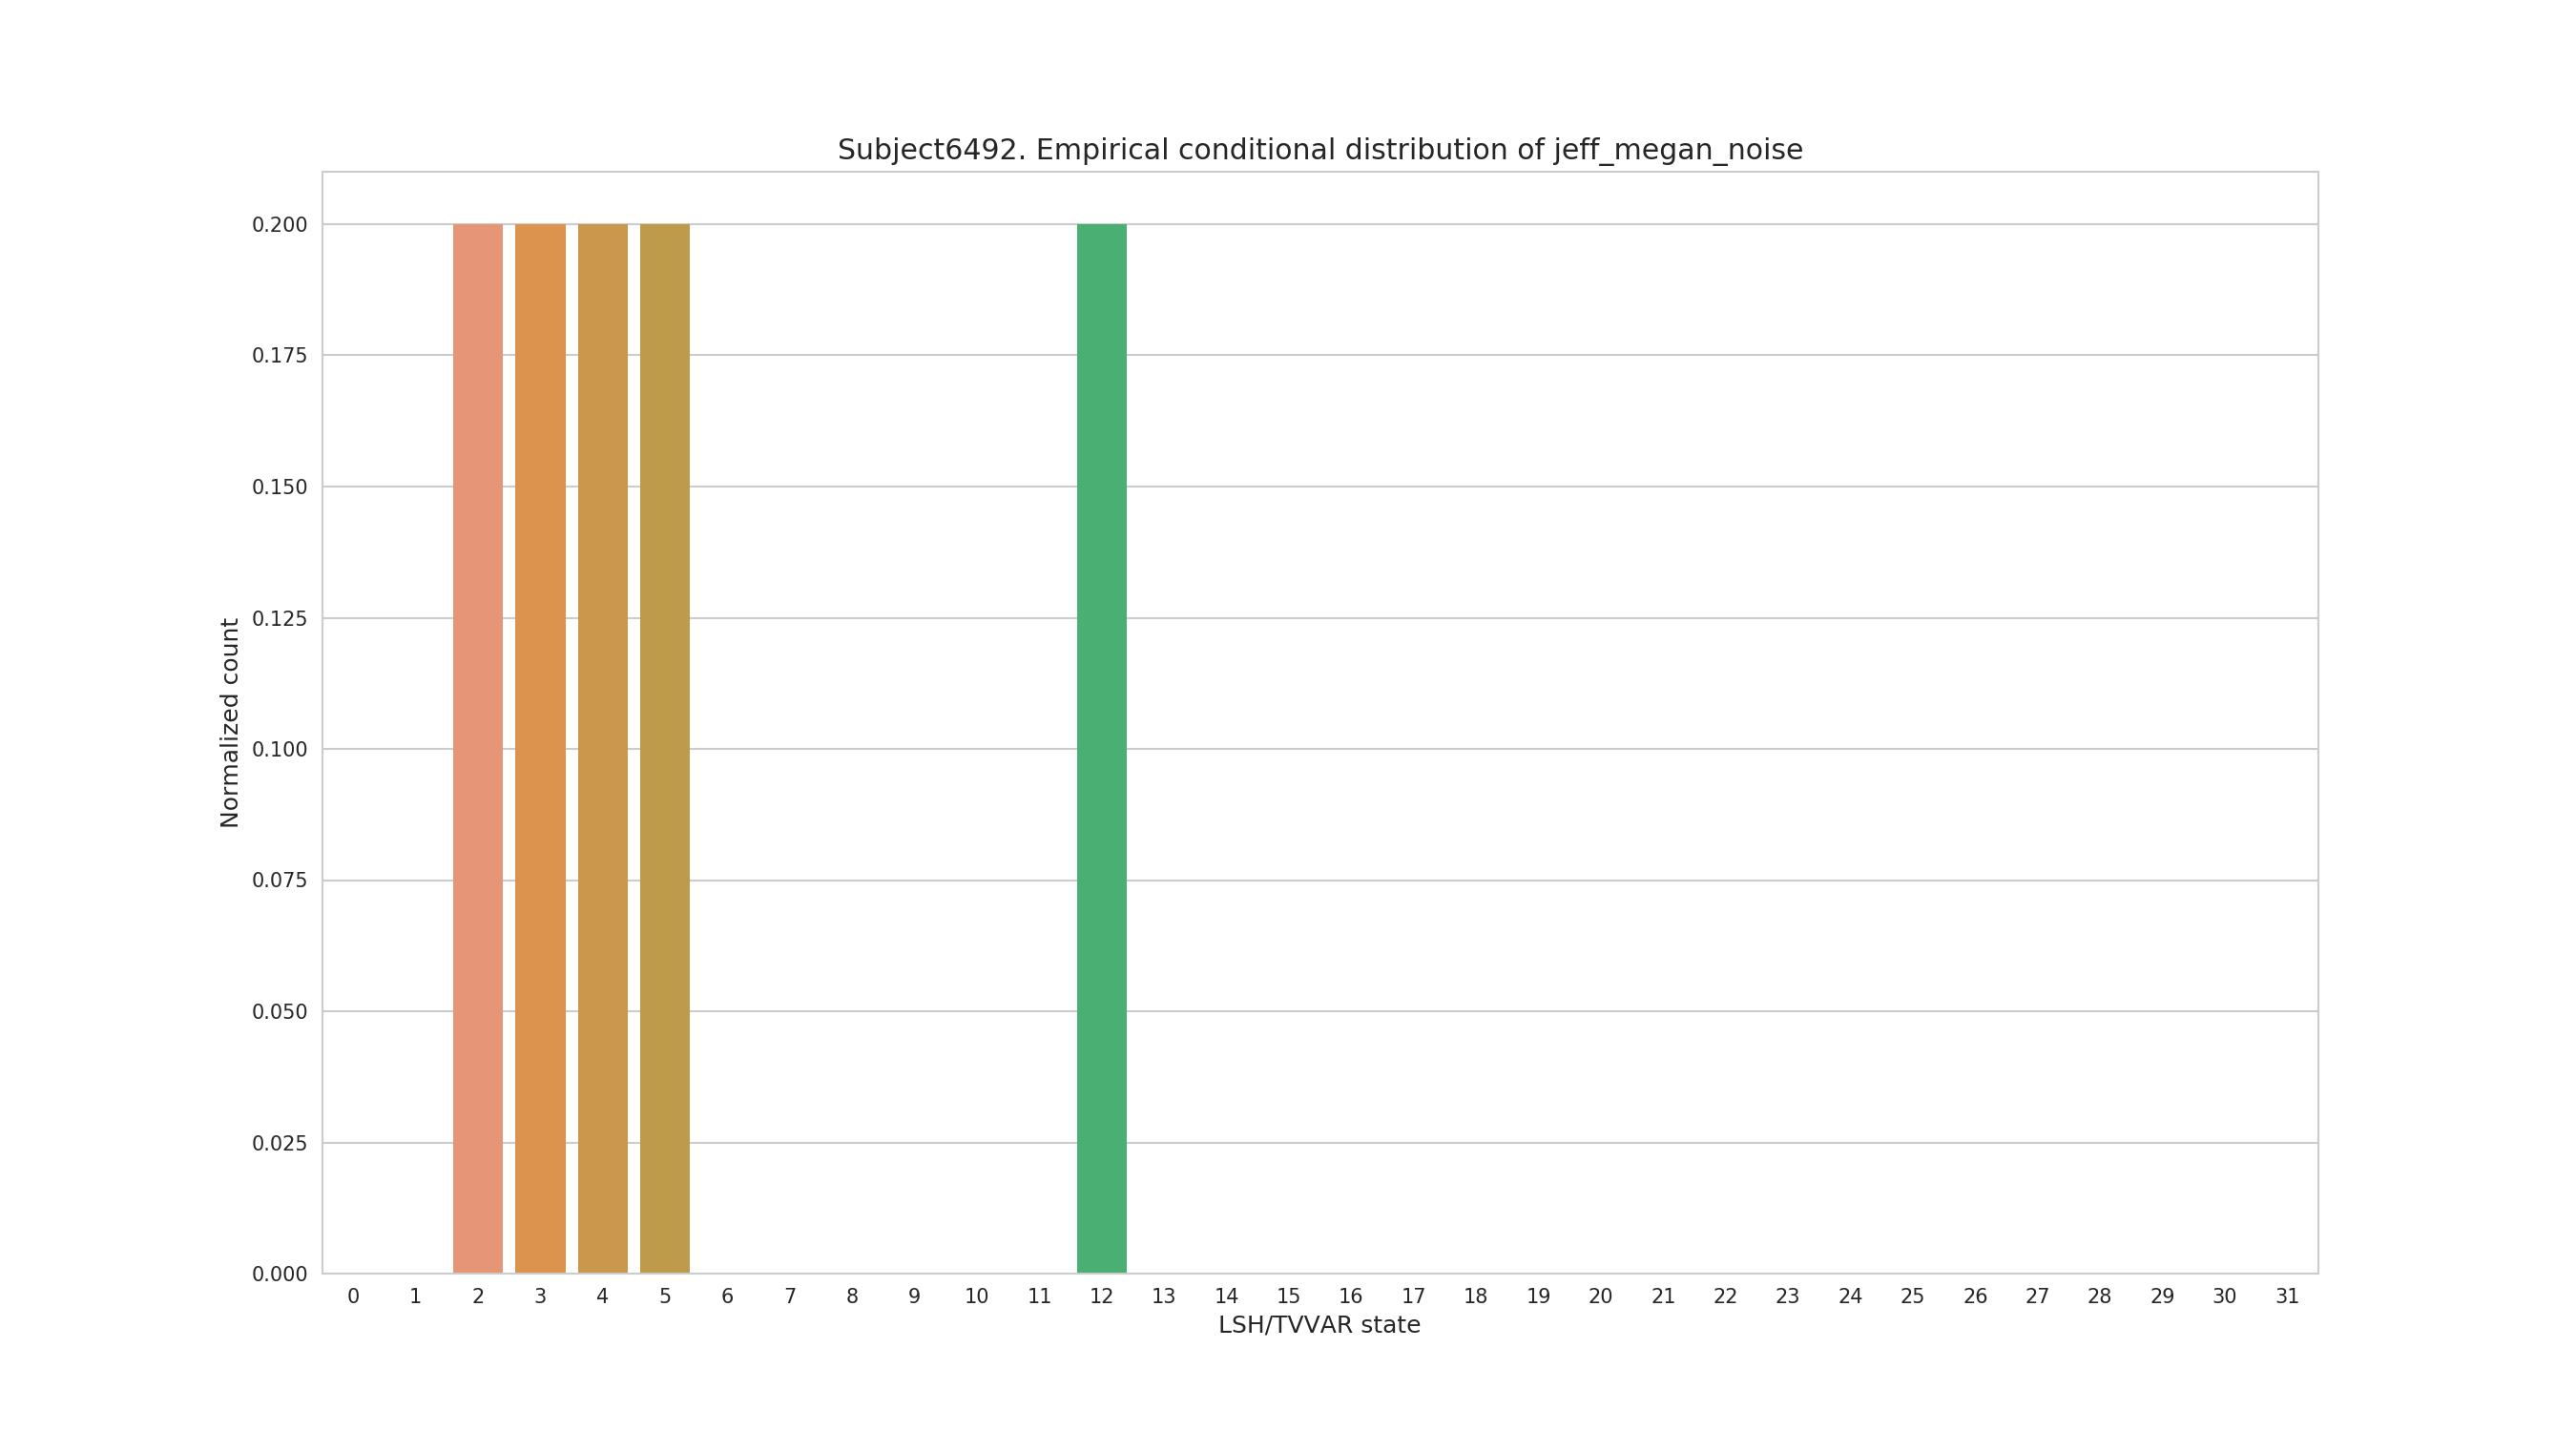 Subject6492. Empirical conditional distribution of jeff_megan_noise
0.200
0.175
0.150
0.125
0.100
0.075
0.050
0.025
0.000
Normalized count
0 1 2 3 4 5 6 7 8 9 10 11 12 13 14 15 16 17 18 19 20 21 22 23 24 25 26 27 28 29 30 31
LSH/TVVAR state